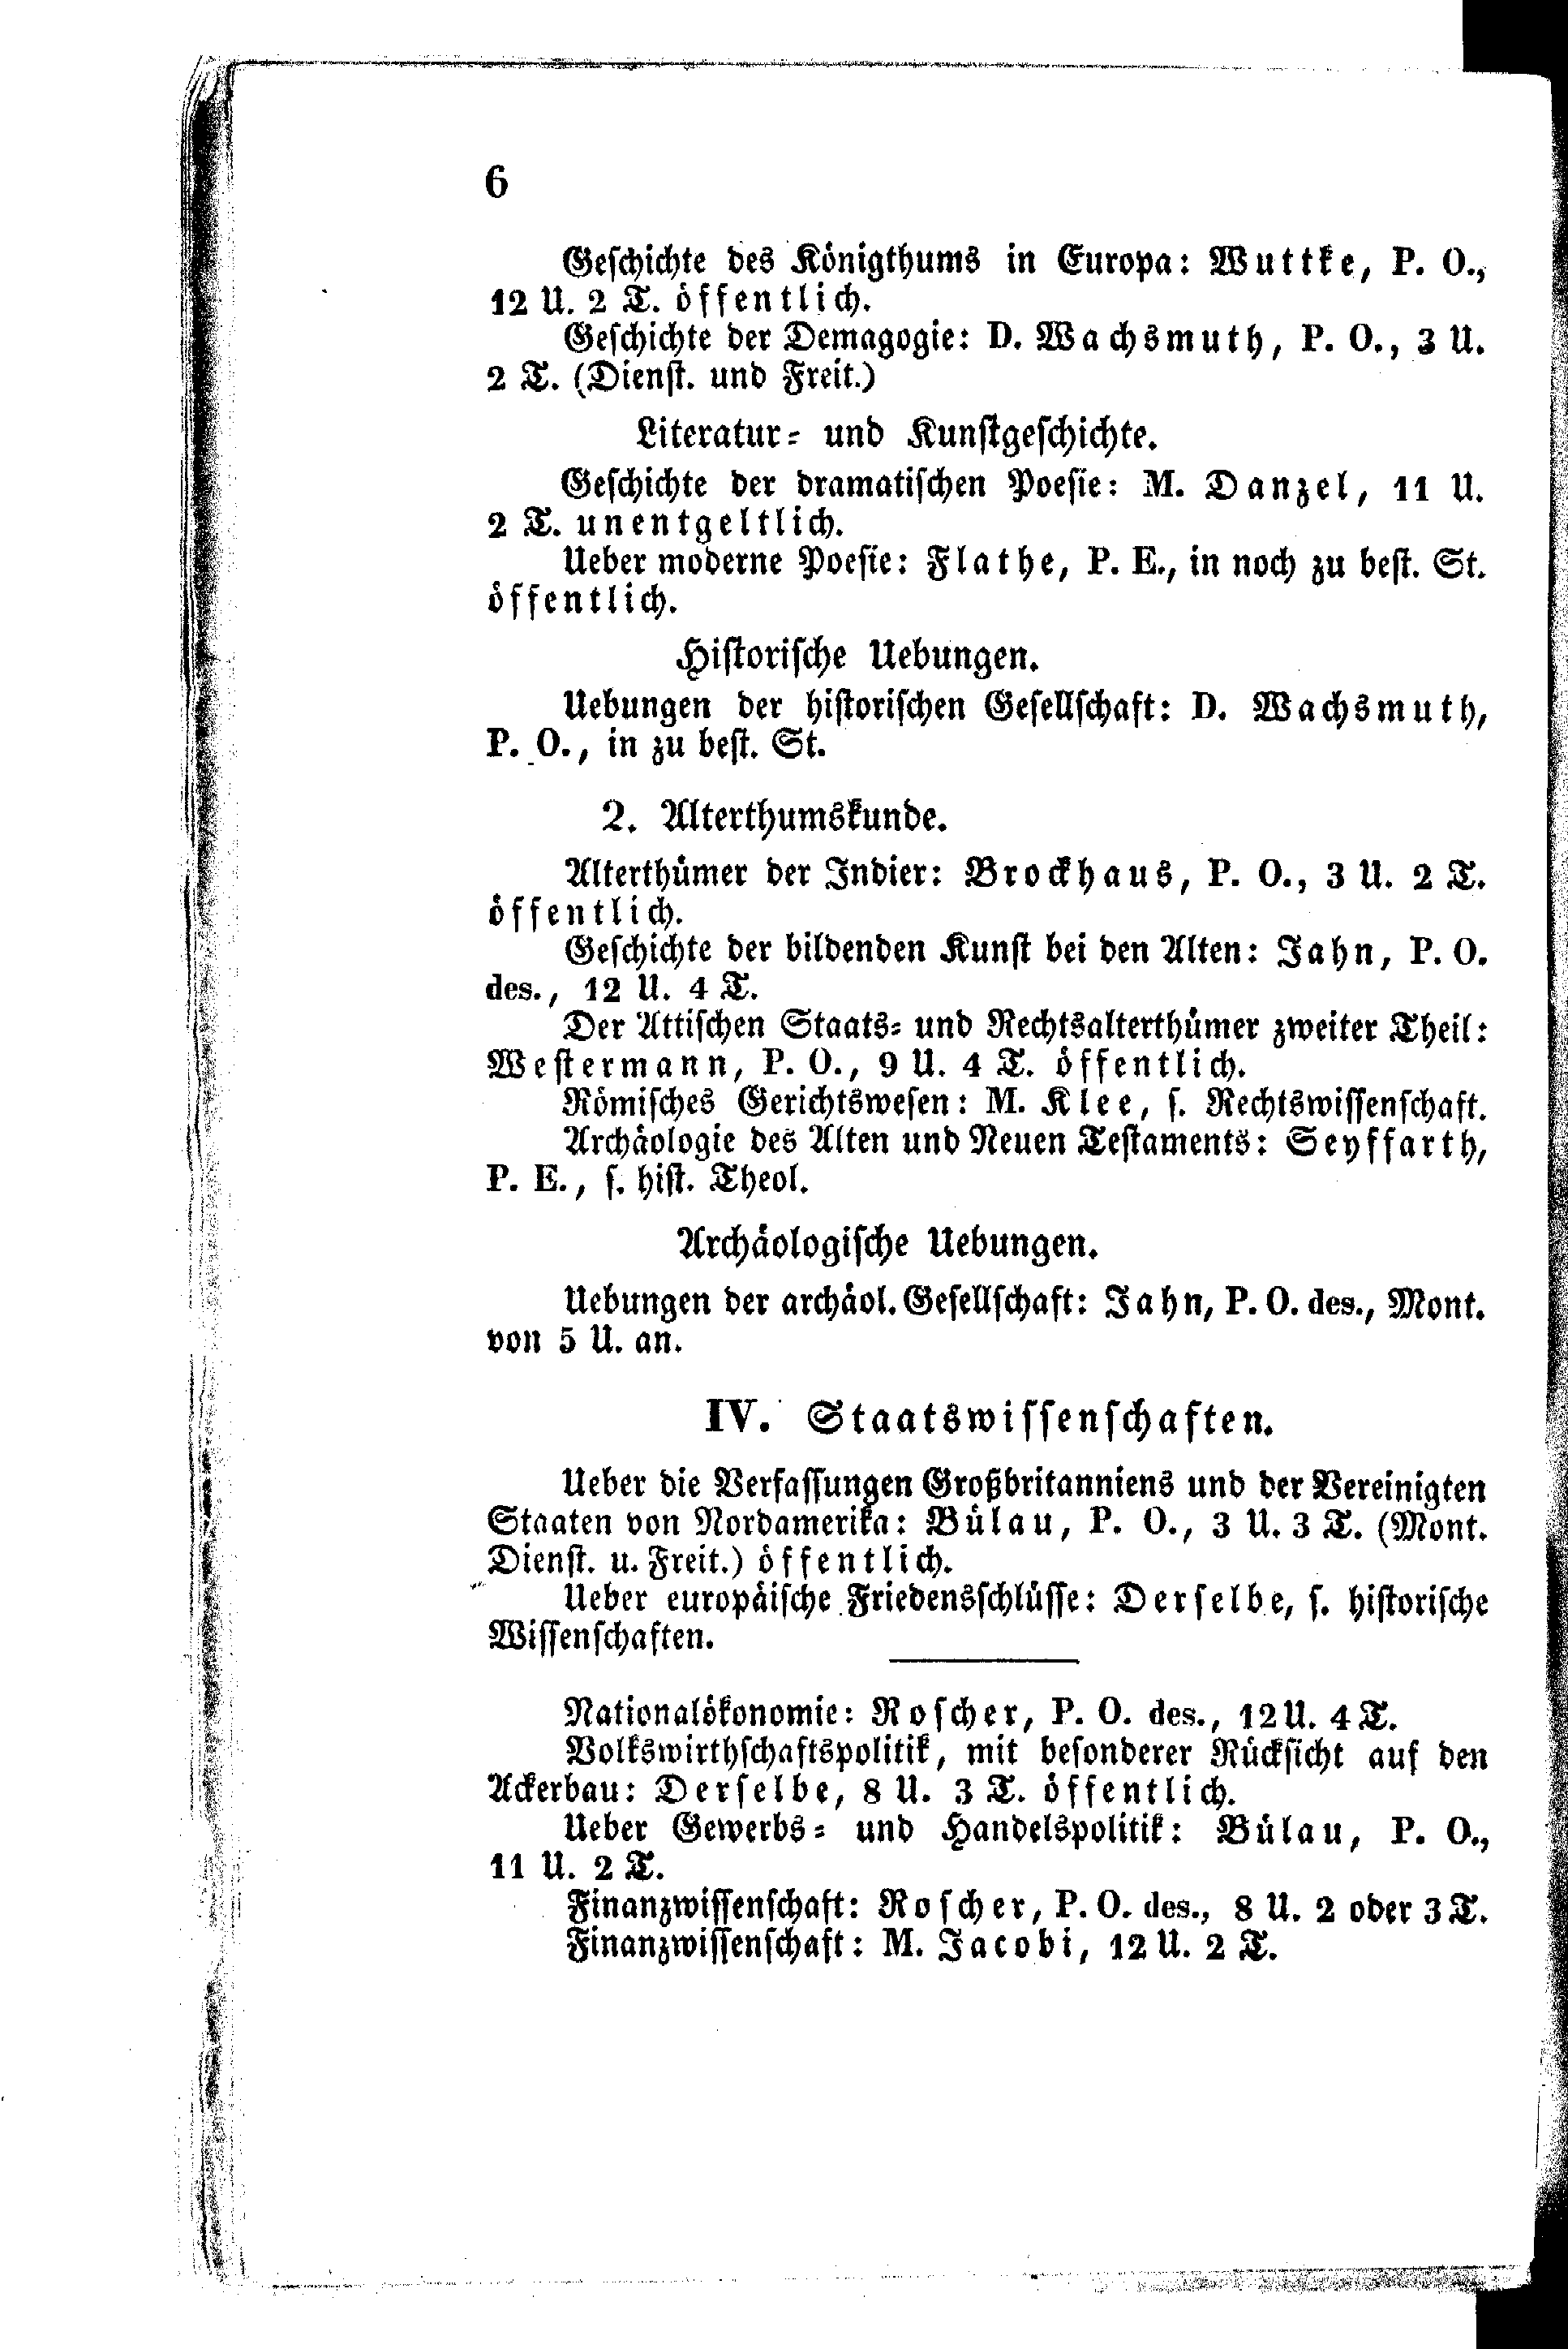 6
Geschichte des Königthums in Europa: Wuttke, P. O.,
12 U. 2 T. öffentlich.
Geschichte der Demagogie: D. Wachsmuth, P. O., 3 U.
2 T. (Dienst. und Freit.)
Literatur- und Kunstgeschichte.
Geschichte der dramatischen Poesie: M. Danzel, 11 U.
2 T. unentgeltlich.
Ueber moderne Poesie: Flathe, P. E., in noch zu best. St.
öffentlich.
Historische Uebungen.
Uebungen der historischen Gesellschaft: D. Wachsmuth,
P. O., in zu best. St.
2. Alterthumskunde.
Alterthümer der Indier: Brockhaus, P. O., 3 U. 2 T.
öffentlich.
Geschichte der bildenden Kunst bei den Alten: Jahn, P. O.
des., 12 U. 4 T.
Der Attischen Staats- und Rechtsalterthümer zweiter Theil:
Westermann, P. O., 9 U. 4 T. öffentlich.
Römisches Gerichtswesen: M. Klee, s. Rechtswissenschaft.
Archäologie des Alten und Neuen Testaments: Seyffarth,
P. E., s. hist. Theol.
Archäologische Uebungen.
Uebungen der archäol. Gesellschaft: Jahn, P. O. des., Mont.
von 5 U. an.
IV. Staatswissenschaften.
Ueber die Verfassungen Großbritanniens und der Vereinigten
Staaten von Nordamerika: Bülau, P. O., 3 U. 3 T. (Mont.
Dienst. u. Freit.) öffentlich.
Ueber europäische Friedensschlüsse: Derselbe, s. historische
Wissenschaften.
Nationalökonomie: Roscher, P. O. des., 12 U. 4 T.
Volkswirthschaftspolitik, mit besonderer Rücksicht auf den
Ackerbau: Derselbe, 8 U. 3 T. öffentlich.
Ueber Gewerbs- und Handelspolitik: Bülau, P. O.,
11 U. 2 T.
Finanzwissenschaft: Roscher, P. O. des., 8 U. 2 oder 3 T.
Finanzwissenschaft: M. Jacobi, 12 U. 2 T.